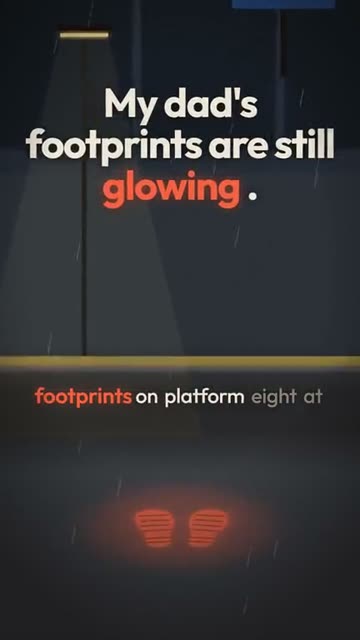 My dad's
footprints are still
glowing .
footprints on platform eight at